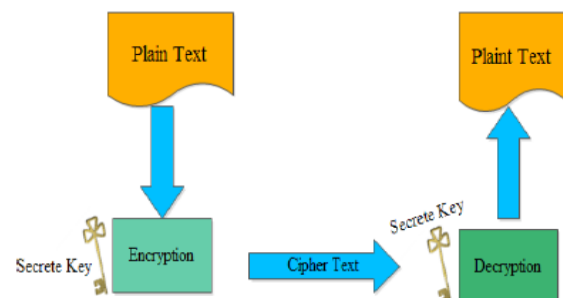 Plain Text
Plaint Text
Secrete Key
Encryption
Cipher Text
Secrete Key
Decryption